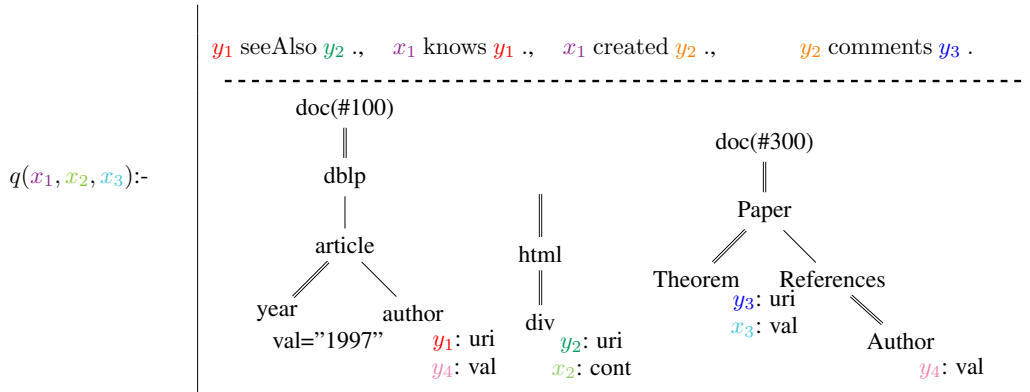 y1 seeAlso y2 ., x1 knows y1 ., x1 created y2 ., y2 comments y3 .
doc(#100)
doc(#300)
q(x1, x2, x3):-
dblp
Paper
article
html
Theorem
References
year
author
div
y3: uri
x3: val
val=”1997”
y1: uri
y4: val
y2: uri
x2: cont
Author
y4: val